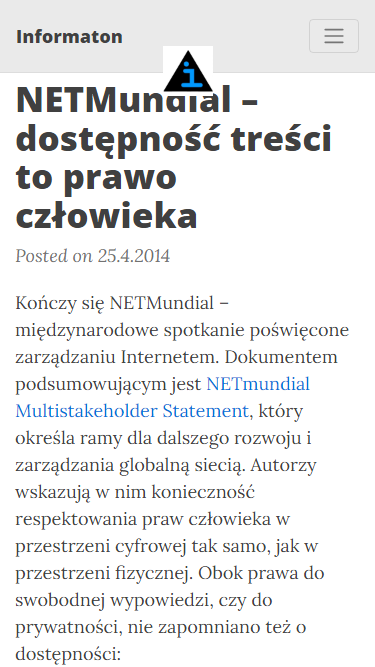 Informaton
i
NETMundial –
dostępność treści
to prawo
człowieka
Posted on 25.4.2014
Kończy się NETMundial –
międzynarodowe spotkanie poświęcone
zarządzaniu Internetem. Dokumentem
podsumowującym jest NETmundial
Multistakeholder Statement, który
określa ramy dla dalszego rozwoju i
zarządzania globalną siecią. Autorzy
wskazują w nim konieczność
respektowania praw człowieka w
przestrzeni cyfrowej tak samo, jak w
przestrzeni fizycznej. Obok prawa do
swobodnej wypowiedzi, czy do
prywatności, nie zapomniano też o
dostępności: